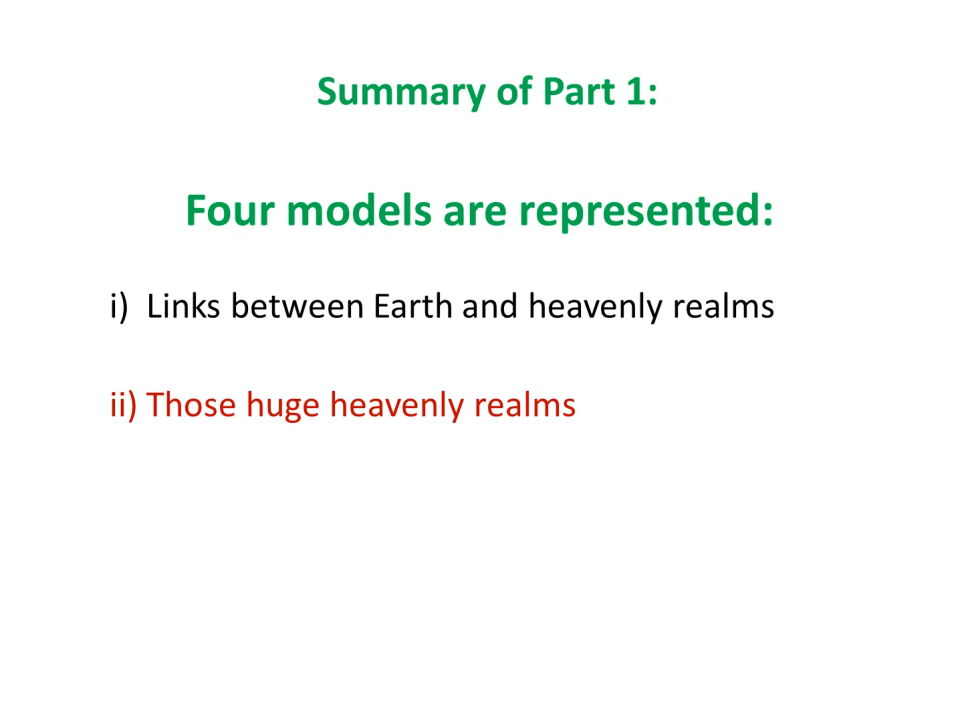 Summary of Part 1:
Four models are represented:
i) Links between Earth and heavenly realms
ii) Those huge heavenly realms